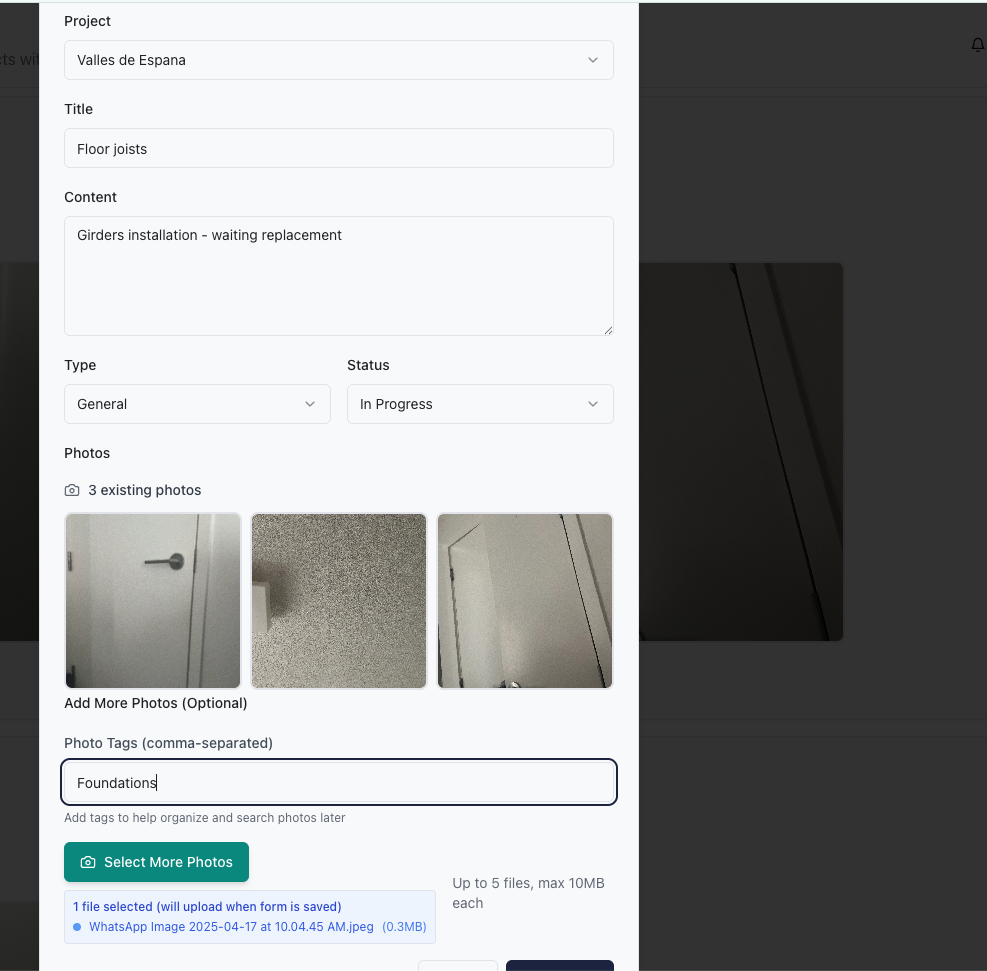 Project
cts wit
Valles de Espana
Title
Floor joists
Content
Girders installation - waiting replacement
Type
Status
General
In Progress
Photos
3 existing photos
Add More Photos (Optional)
Photo Tags (comma-separated)
Foundations
Add tags to help organize and search photos later
Select More Photos
Up to 5 files, max 10MB
each
1 file selected (will upload when form is saved)
WhatsApp Image 2025-04-17 at 10.04.45 AM.jpeg (0.3MB)